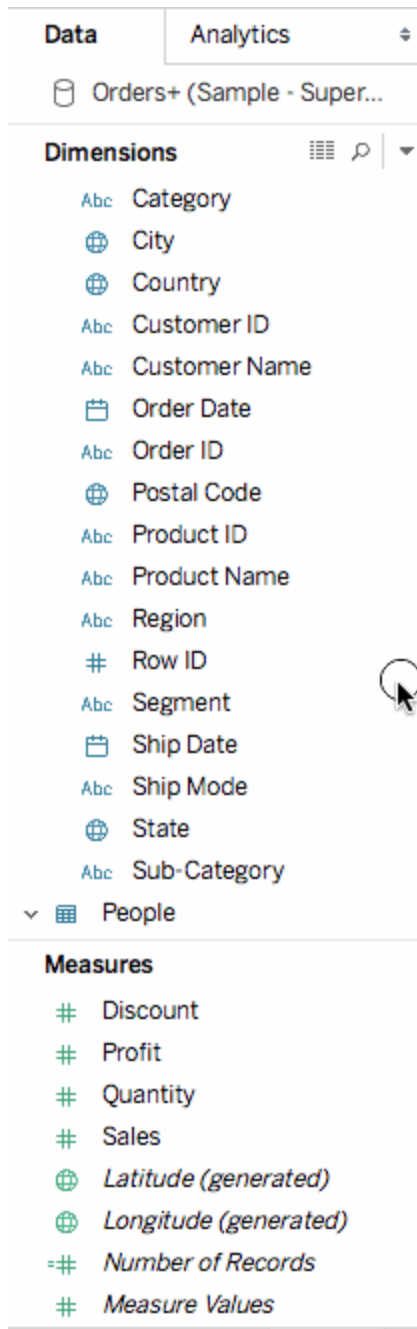 Data Analytics
Orders+ (Sample - Super...
Dimensions
Abc Category
City
Country
Abc Customer ID
Abc Customer Name
Order Date
Abc Order ID
Postal Code
Abc Product ID
Abc Product Name
Abc Region
# Row ID
Abc Segment
Ship Date
Abc Ship Mode
State
Abc Sub-Category
People
Measures
# Discount
# Profit
# Quantity
# Sales
Latitude (generated)
Longitude (generated)
=# Number of Records
# Measure Values